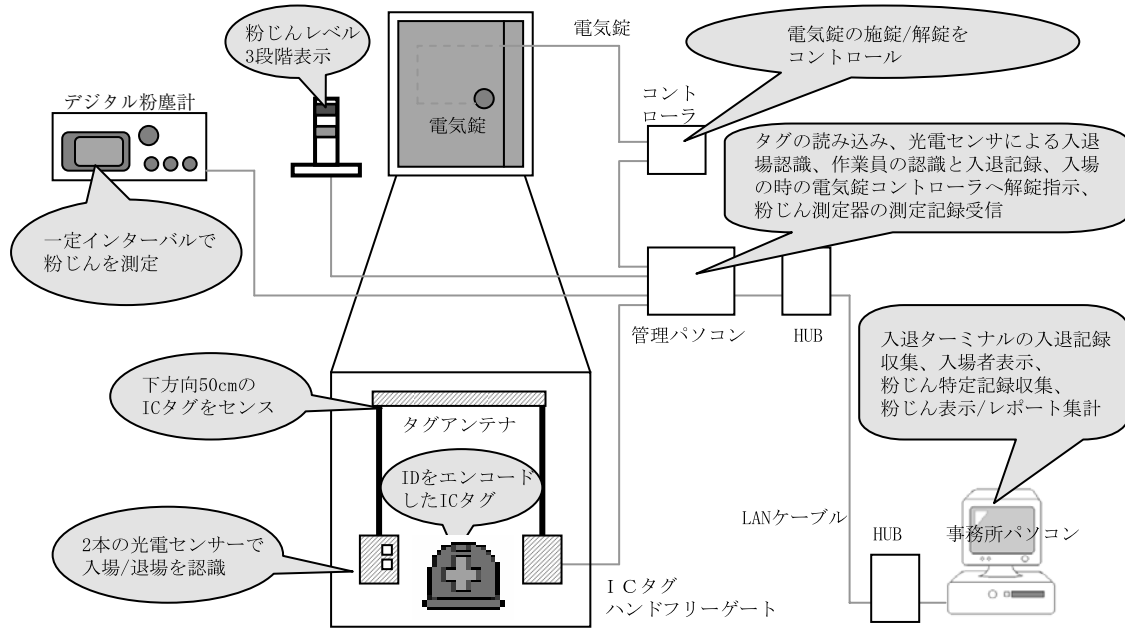 粉じんレベル
3段階表示
電気錠
電気錠の施錠/解錠を
コントロール
デジタル粉塵計
コント
ローラ
電気錠
タグの読み込み、光電センサによる入退
場認識、作業員の認識と入退記録、入場
の時の電気錠コントローラへ解錠指示、
粉じん測定器の測定記録受信
一定インターバルで
粉じんを測定
管理パソコン
HUB
入退ターミナルの入退記録
収集、入場者表示、
粉じん特定記録収集、
粉じん表示/レポート集計
下方向50cmの
ICタグをセンス
タグアンテナ
IDをエンコード
したICタグ
LANケーブル
HUB
事務所パソコン
2本の光電センサーで
入場/退場を認識
ＩＣタグ
ハンドフリーゲート